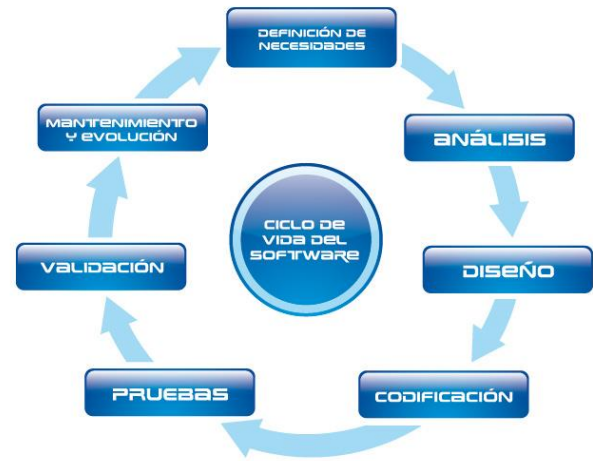 DEFINICIÓN DE
NECESIDADES
ANÁLISIS
DISEÑO
CODIFICACIÓN
PRUEBAS
VALIDACIÓN
MANTENIMIENTO
Y EVOLUCIÓN
CICLO DE
VIDA DEL
SOFTWARE